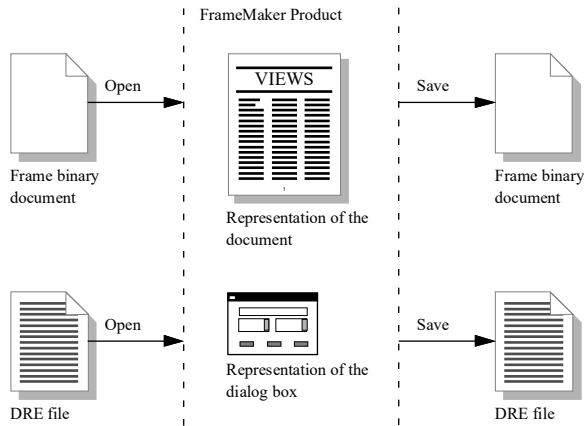 FrameMaker Product
Open
VIEWS
Save
1
Frame binary
document
Representation of the
document
Frame binary
document
Open
Save
DRE file
Representation of the
dialog box
DRE file